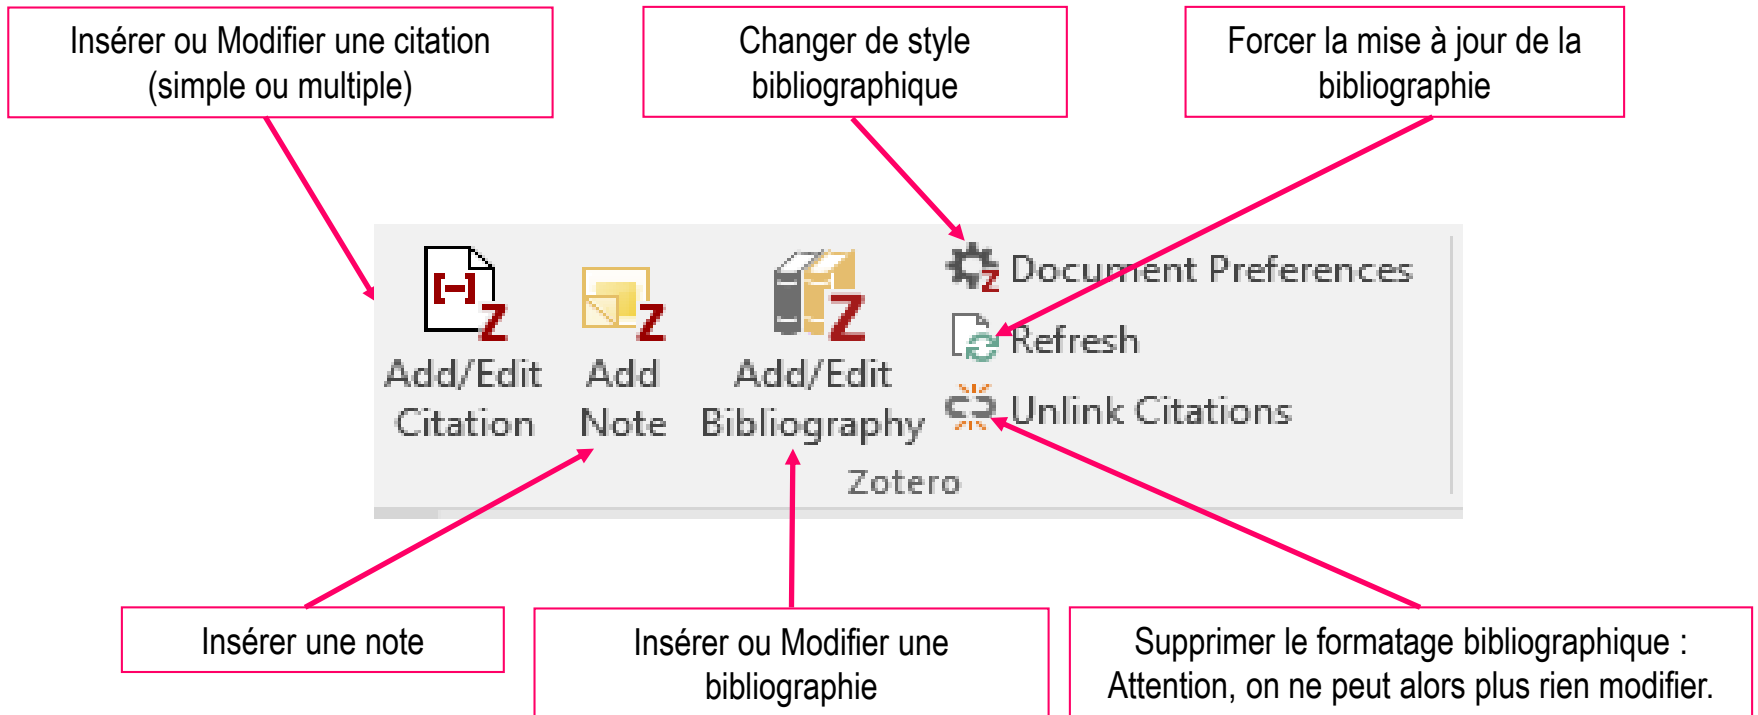 Insérer ou Modifier une citation
(simple ou multiple)
Changer de style
bibliographique
Forcer la mise à jour de la
bibliographie
Add/Edit
Citation
Add
Note
Add/Edit
Bibliography
Document Preferences
Refresh
Unlink Citations
Zotero
Insérer une note
Insérer ou Modifier une
bibliographie
Supprimer le formatage bibliographique :
Attention, on ne peut alors plus rien modifier.